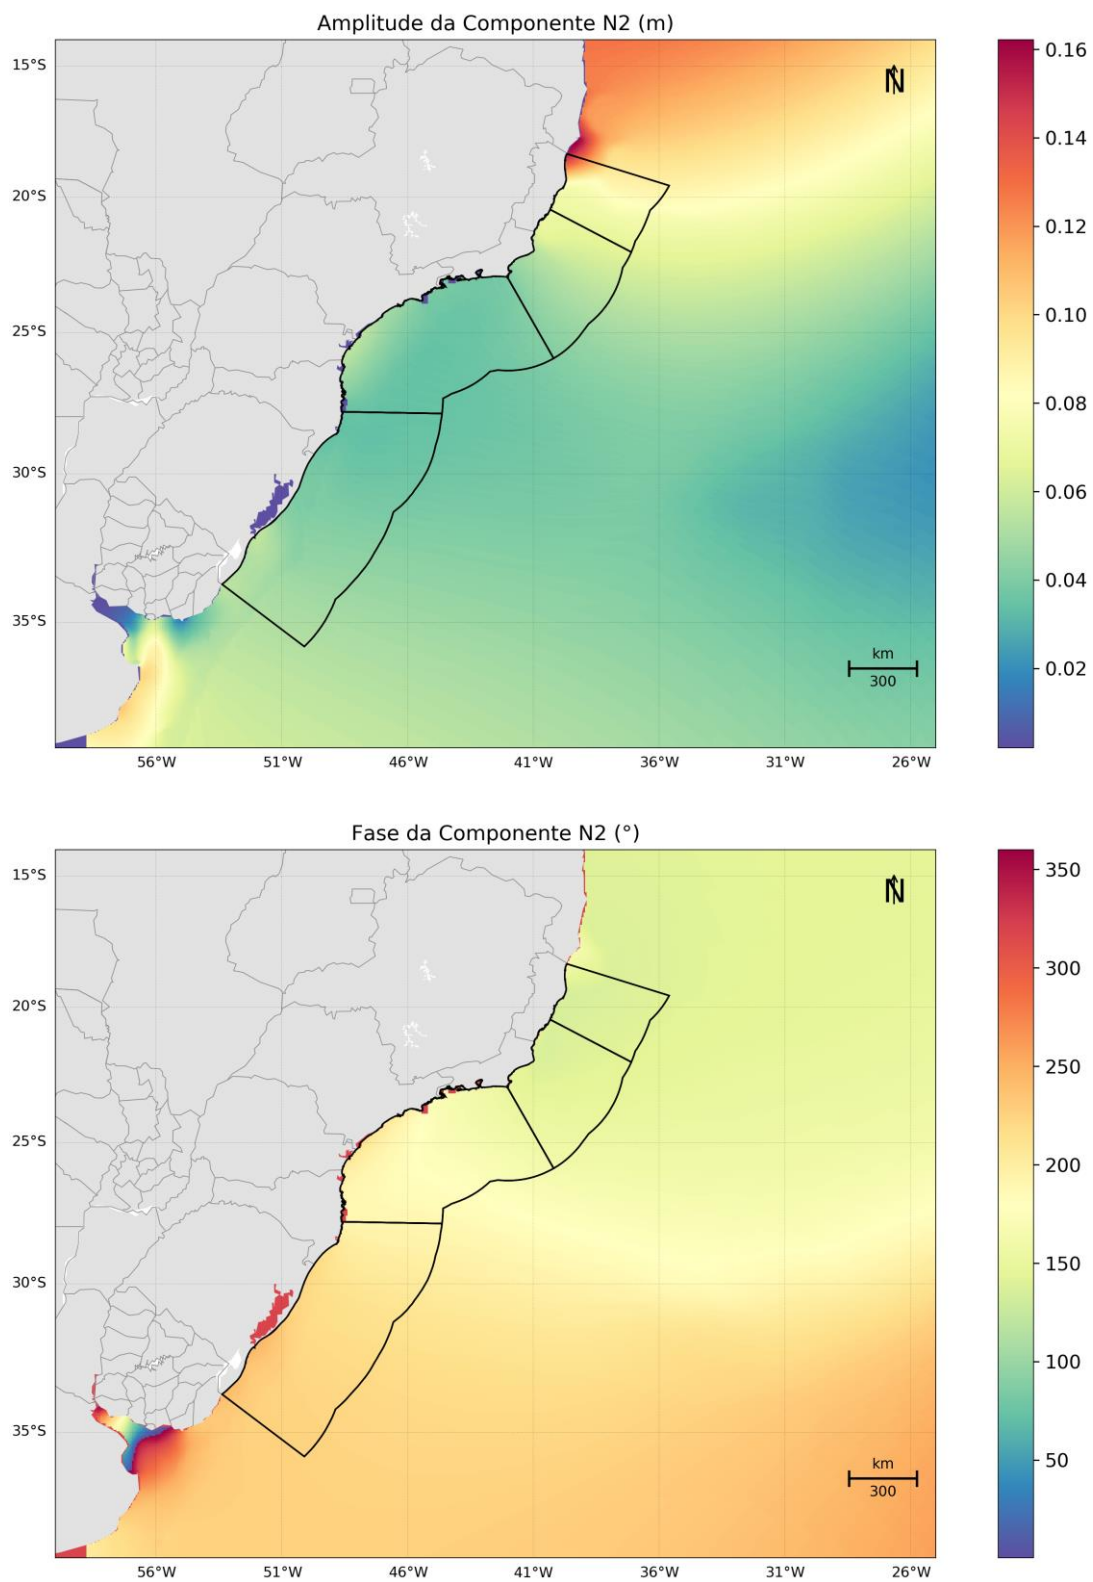 Amplitude da Componente N2 (m)
15°S
20°S
25°S
30°S
35°S
N
km
300
56°W
51°W
46°W
41°W
36°W
31°W
26°W
0.16
0.14
0.12
0.10
0.08
0.06
0.04
0.02
Fase da Componente N2 (°)
15°S
20°S
25°S
30°S
35°S
N
km
300
56°W
51°W
46°W
41°W
36°W
31°W
26°W
350
300
250
200
150
100
50